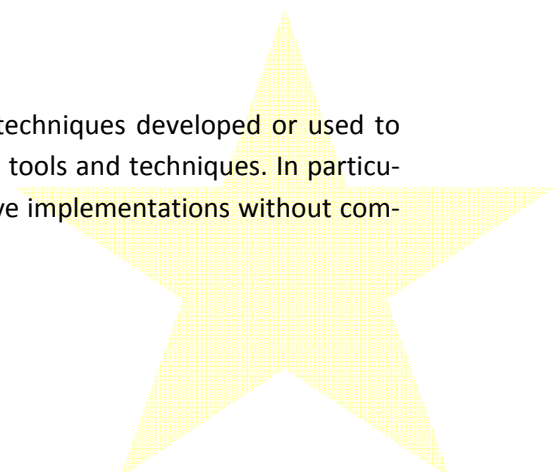 techniques developed or used to
tools and techniques. In particu-
ve implementations without com-